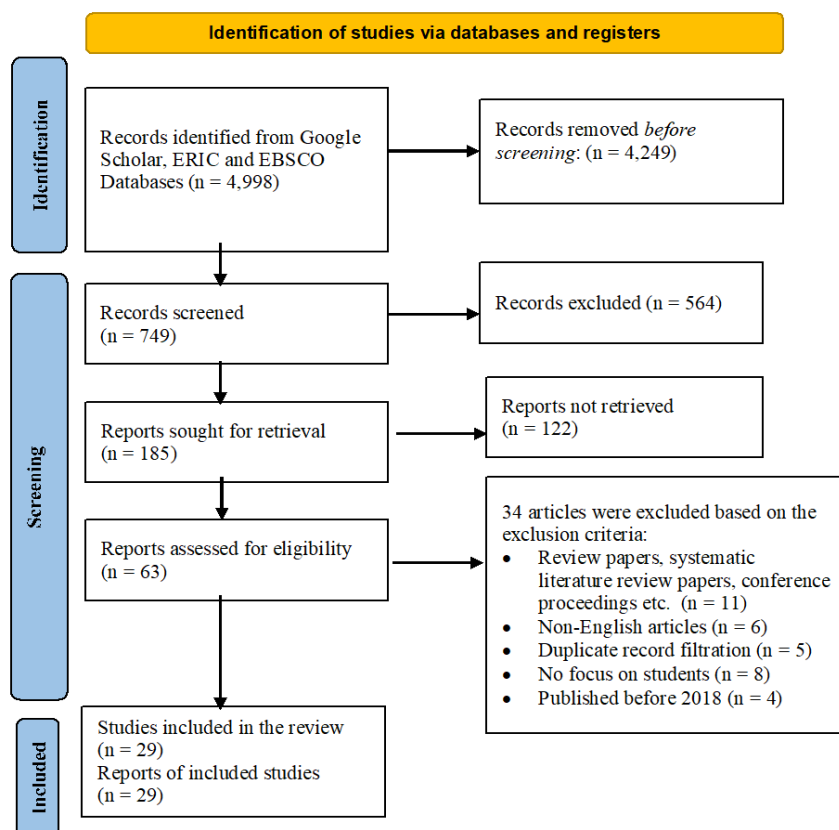 Identification of studies via databases and registers
Identification
Records identified from Google
Scholar, ERIC and EBSCO
Databases (n = 4,998)
Records removed before
screening: (n = 4,249)
Screening
Records screened
(n = 749)
Records excluded (n = 564)
Reports sought for retrieval
(n = 185)
Reports not retrieved
(n = 122)
Reports assessed for eligibility
(n = 63)
34 articles were excluded based on the
exclusion criteria:
• Review papers, systematic
literature review papers, conference
proceedings etc. (n = 11)
• Non-English articles (n = 6)
• Duplicate record filtration (n = 5)
• No focus on students (n = 8)
• Published before 2018 (n = 4)
Included
Studies included in the review
(n = 29)
Reports of included studies
(n = 29)